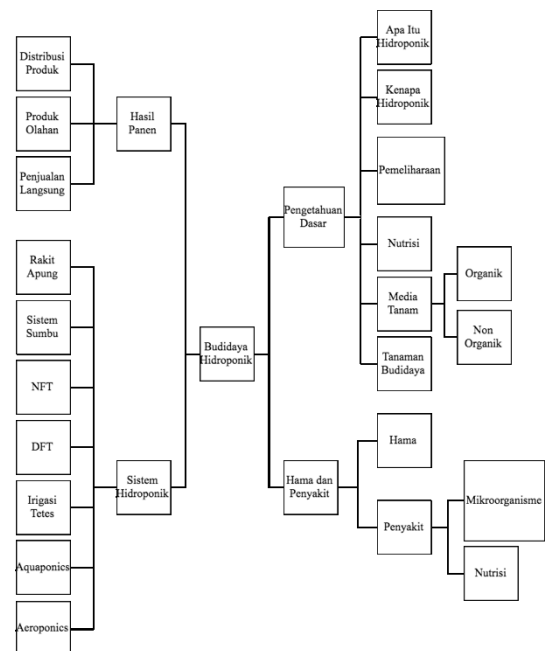 Distribusi
Produk
Produk
Olahan
Penjualan
Langsung
Hasil
Panen
Rakit
Apung
Sistem
Sumbu
NFT
DFT
Irigasi
Tetes
Aquaponics
Aeroponics
Sistem
Hidroponik
Budidaya
Hidroponik
Pengetahuan
Dasar
Apa Itu
Hidroponik
Kenapa
Hidroponik
Pemeliharaan
Nutrisi
Media
Tanam
Organik
Non
Organik
Tanaman
Budidaya
Hama dan
Penyakit
Hama
Penyakit
Mikroorganisme
Nutrisi